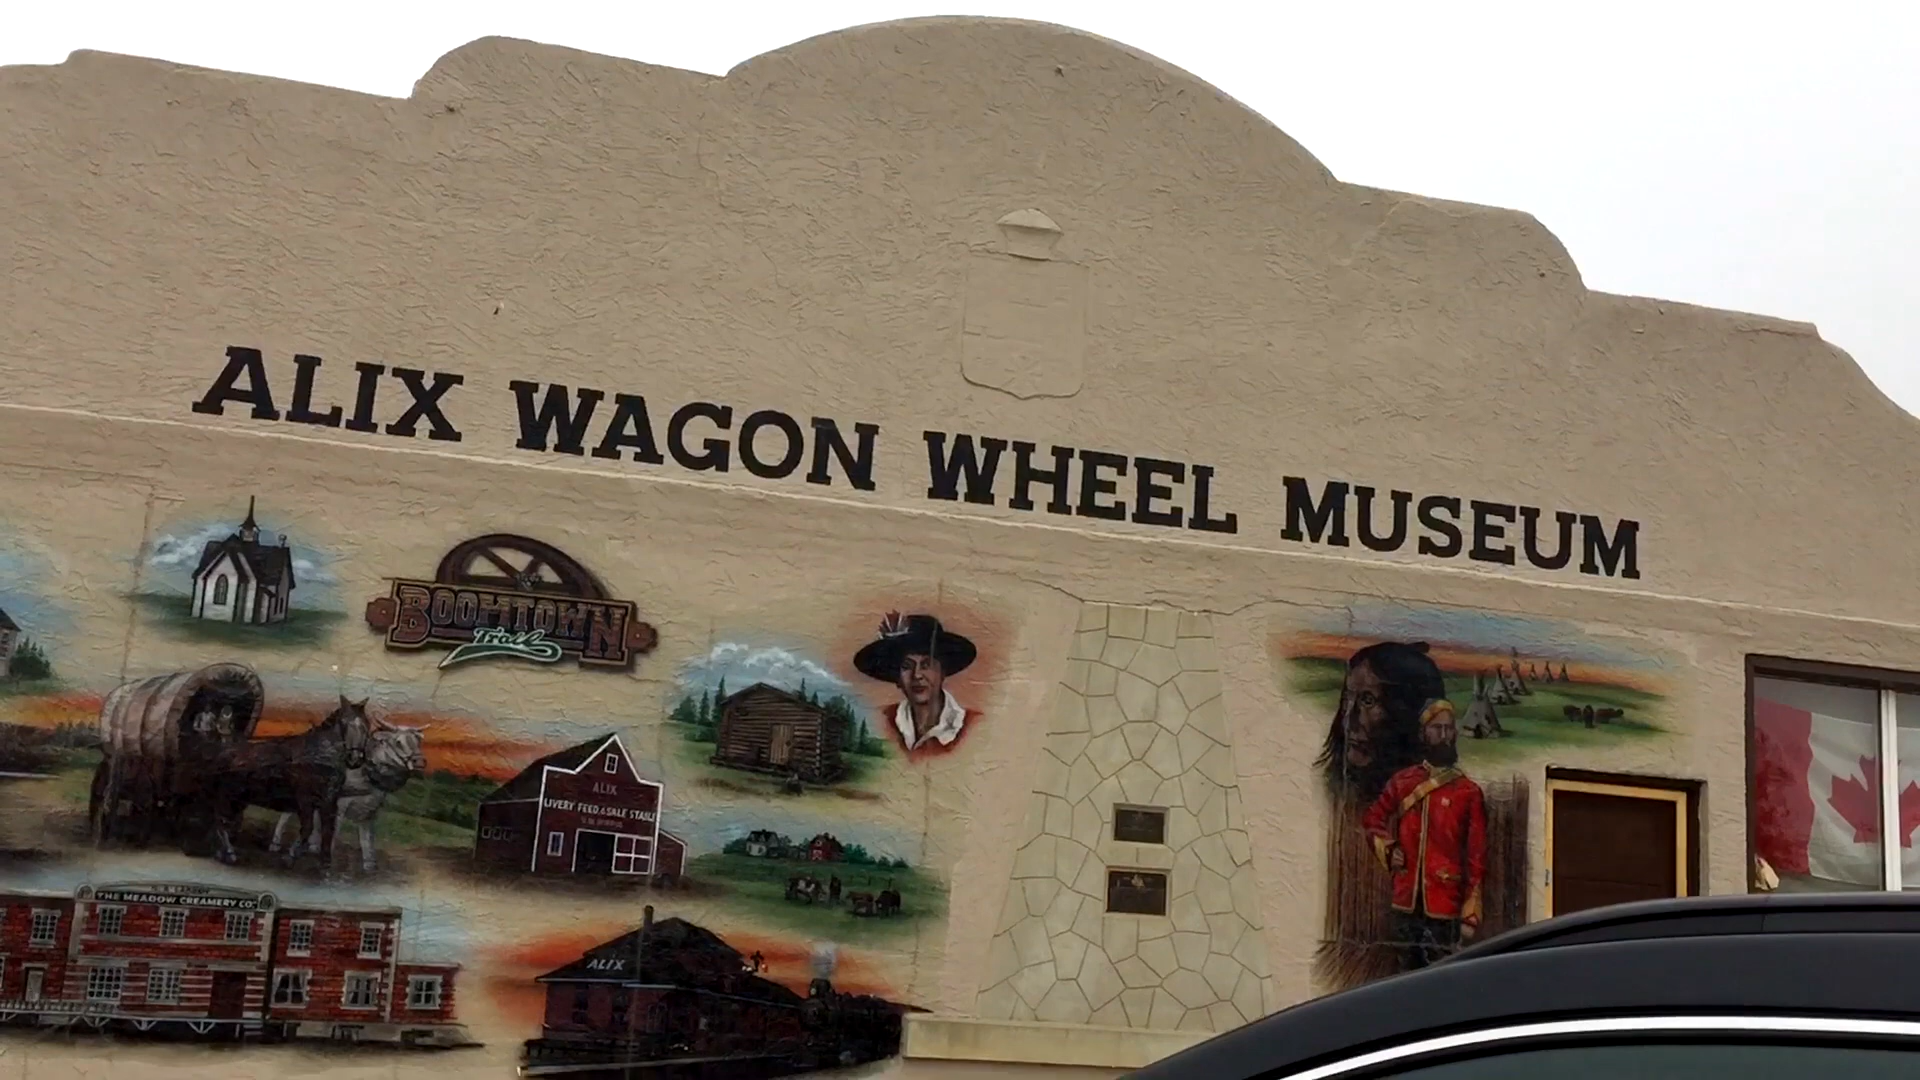 ALIX WAGON WHEEL MUSEUM
BOOMTOWN
Trail
ALIX
LIVERY FEED & SALE STABLE
THE MEADOW CREAMERY CO.
ALIX